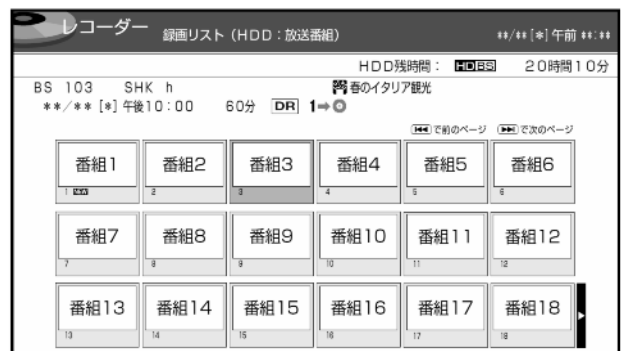 レコーダー 録画リスト（HDD：放送番組） **/**[*]午前 **:**
HDD残時間： HDBS 20時間10分
BS 103 SHK h 春のイタリア観光
**/** [*] 午後10：00 60分 DR 1➡
⏮で前のページ ⏭で次のページ
番組1 番組2 番組3 番組4 番組5 番組6
1 NEW 2 3 4 5 6
番組7 番組8 番組9 番組10 番組11 番組12
7 8 9 10 11 12
番組13 番組14 番組15 番組16 番組17 番組18
13 14 15 16 17 18